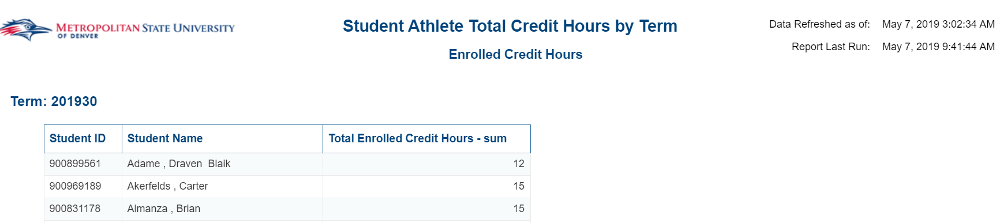 METROPOLITAN STATE UNIVERSITY
OF DENVER
Student Athlete Total Credit Hours by Term
Enrolled Credit Hours
Data Refreshed as of: May 7, 2019 3:02:34 AM
Report Last Run: May 7, 2019 9:41:44 AM
Term: 201930
Student ID Student Name Total Enrolled Credit Hours - sum
900899561 Adame , Draven  Blaik 12
900969189 Akerfelds , Carter 15
900831178 Almanza , Brian 15